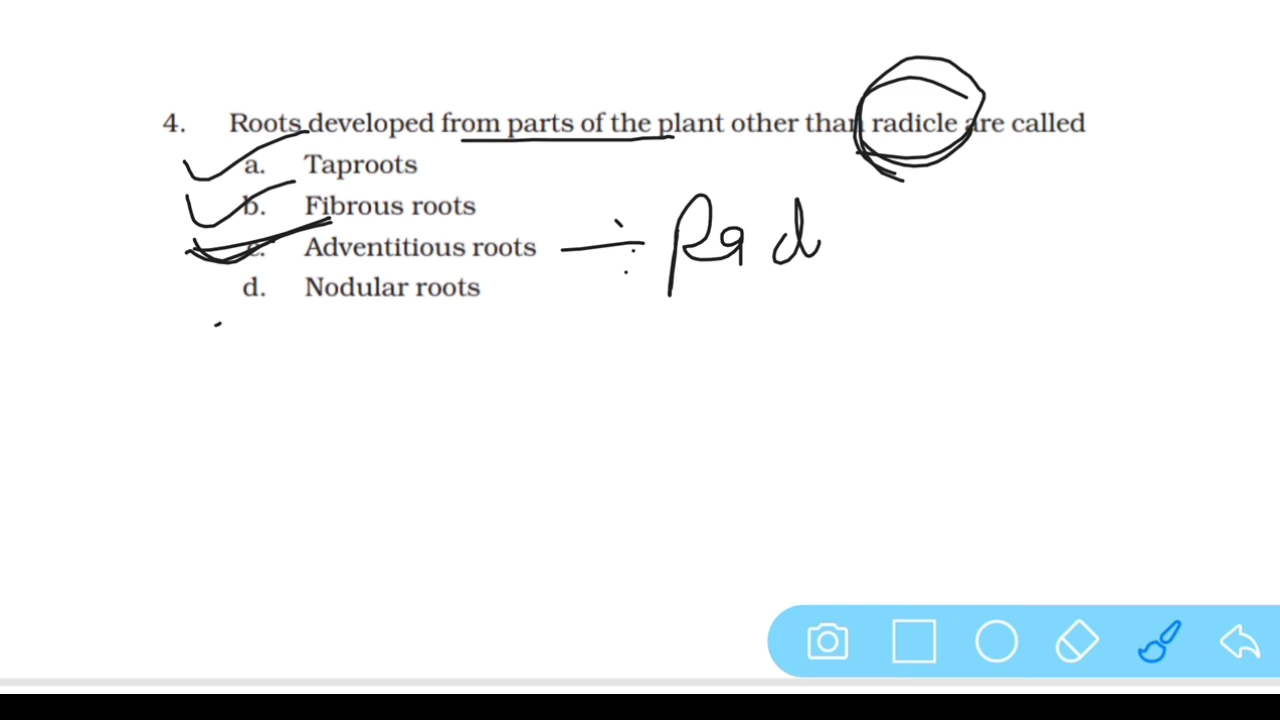 4. Roots developed from parts of the plant other than radicle are called
a. Taproots
b. Fibrous roots
c. Adventitious roots
d. Nodular roots